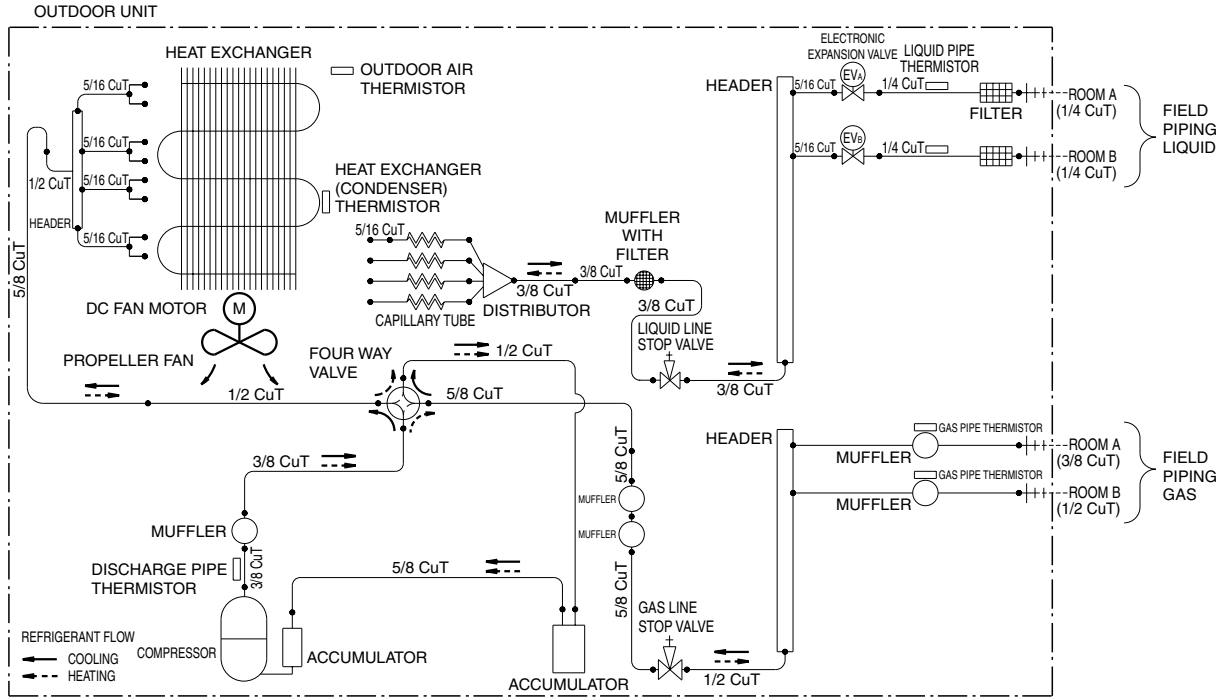 OUTDOOR UNIT
HEAT EXCHANGER
OUTDOOR AIR
THERMISTOR
5/16 CuT
5/16 CuT
5/16 CuT
5/16 CuT
1/2 CuT
HEADER
5/8 CuT
HEAT EXCHANGER
(CONDENSER)
THERMISTOR
DC FAN MOTOR
M
PROPELLER FAN
5/16 CuT
CAPILLARY TUBE
DISTRIBUTOR
3/8 CuT
3/8 CuT
MUFFLER
WITH
FILTER
3/8 CuT
LIQUID LINE
STOP VALVE
3/8 CuT
HEADER
ELECTRONIC
EXPANSION VALVE
LIQUID PIPE
THERMISTOR
5/16 CuT
EVA
1/4 CuT
FILTER
ROOM A
(1/4 CuT)
5/16 CuT
EVB
1/4 CuT
ROOM B
(1/4 CuT)
FIELD
PIPING
LIQUID
FOUR WAY
VALVE
1/2 CuT
1/2 CuT
5/8 CuT
3/8 CuT
MUFFLER
3/8 CuT
DISCHARGE PIPE
THERMISTOR
COMPRESSOR
ACCUMULATOR
5/8 CuT
ACCUMULATOR
5/8 CuT
MUFFLER
MUFFLER
5/8 CuT
GAS LINE
STOP VALVE
1/2 CuT
HEADER
GAS PIPE THERMISTOR
MUFFLER
ROOM A
(3/8 CuT)
GAS PIPE THERMISTOR
MUFFLER
ROOM B
(1/2 CuT)
FIELD
PIPING
GAS
REFRIGERANT FLOW
COOLING
HEATING